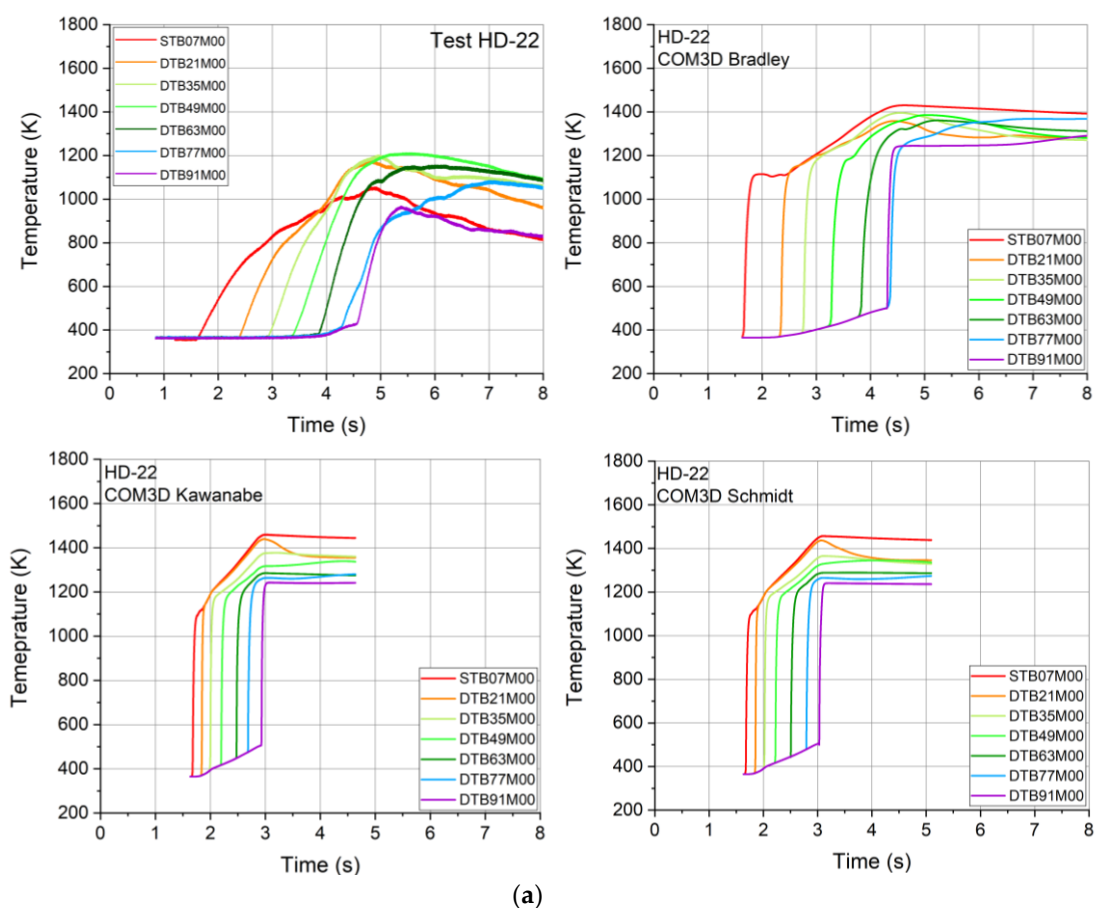 Test HD-22
STB07M00
DTB21M00
DTB35M00
DTB49M00
DTB63M00
DTB77M00
DTB91M00
Temeprature (K)
1800
1600
1400
1200
1000
800
600
400
200
0 1 2 3 4 5 6 7 8
Time (s)
HD-22
COM3D Bradley
STB07M00
DTB21M00
DTB35M00
DTB49M00
DTB63M00
DTB77M00
DTB91M00
Temeprature (K)
1800
1600
1400
1200
1000
800
600
400
200
0 1 2 3 4 5 6 7 8
Time (s)
HD-22
COM3D Kawanabe
STB07M00
DTB21M00
DTB35M00
DTB49M00
DTB63M00
DTB77M00
DTB91M00
Temeprature (K)
1800
1600
1400
1200
1000
800
600
400
200
0 1 2 3 4 5 6 7 8
Time (s)
HD-22
COM3D Schmidt
STB07M00
DTB21M00
DTB35M00
DTB49M00
DTB63M00
DTB77M00
DTB91M00
Temeprature (K)
1800
1600
1400
1200
1000
800
600
400
200
0 1 2 3 4 5 6 7 8
Time (s)
(a)